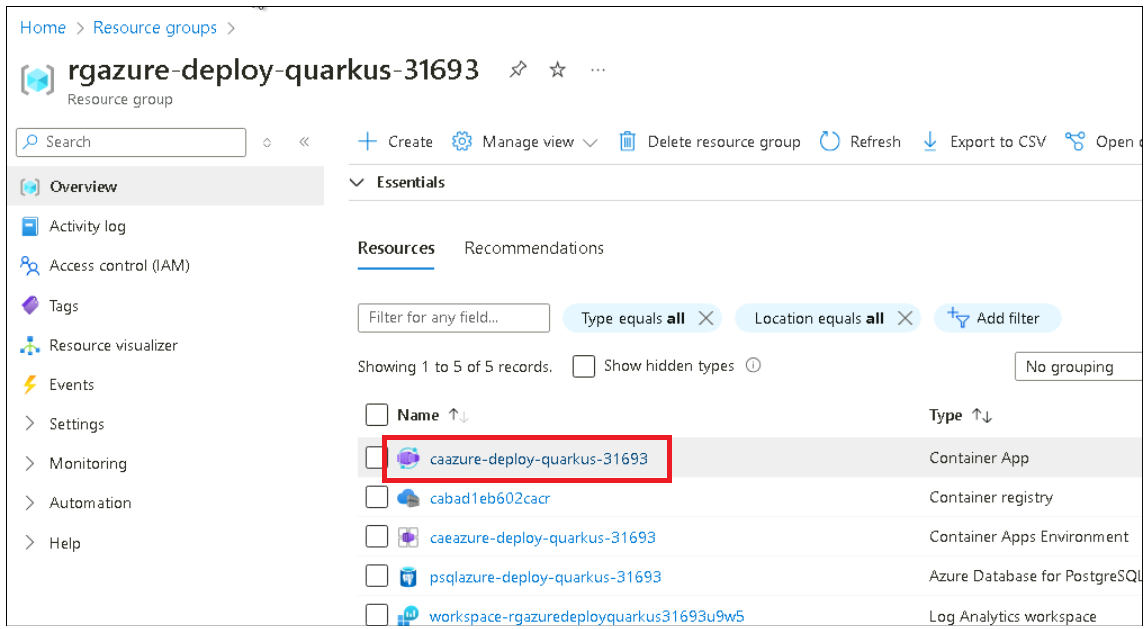 Home > Resource groups >
rgazure-deploy-quarkus-31693 ...
Resource group
Search
Create Manage view Delete resource group Refresh Export to CSV Open
Overview
Essentials
Activity log
Access control (IAM)
Tags
Resource visualizer
Events
Settings
Monitoring
Automation
Help
Resources Recommendations
Filter for any field... Type equals all Location equals all Add filter
Showing 1 to 5 of 5 records. Show hidden types No grouping
Name Type
caazure-deploy-quarkus-31693 Container App
cabad1eb602cacr Container registry
caeazure-deploy-quarkus-31693 Container Apps Environment
psqlazure-deploy-quarkus-31693 Azure Database for PostgreSQL
workspace-rgazuredeployquarkus31693u9w5 Log Analytics workspace